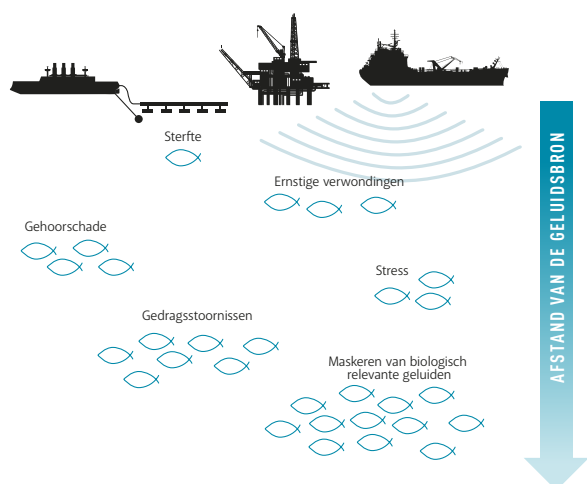 Sterfte
Ernstige verwondingen
Gehoorschade
Stress
Gedragsstoornissen
Maskeren van biologisch
relevante geluiden
AFSTAND VAN DE GELUIDSBRON